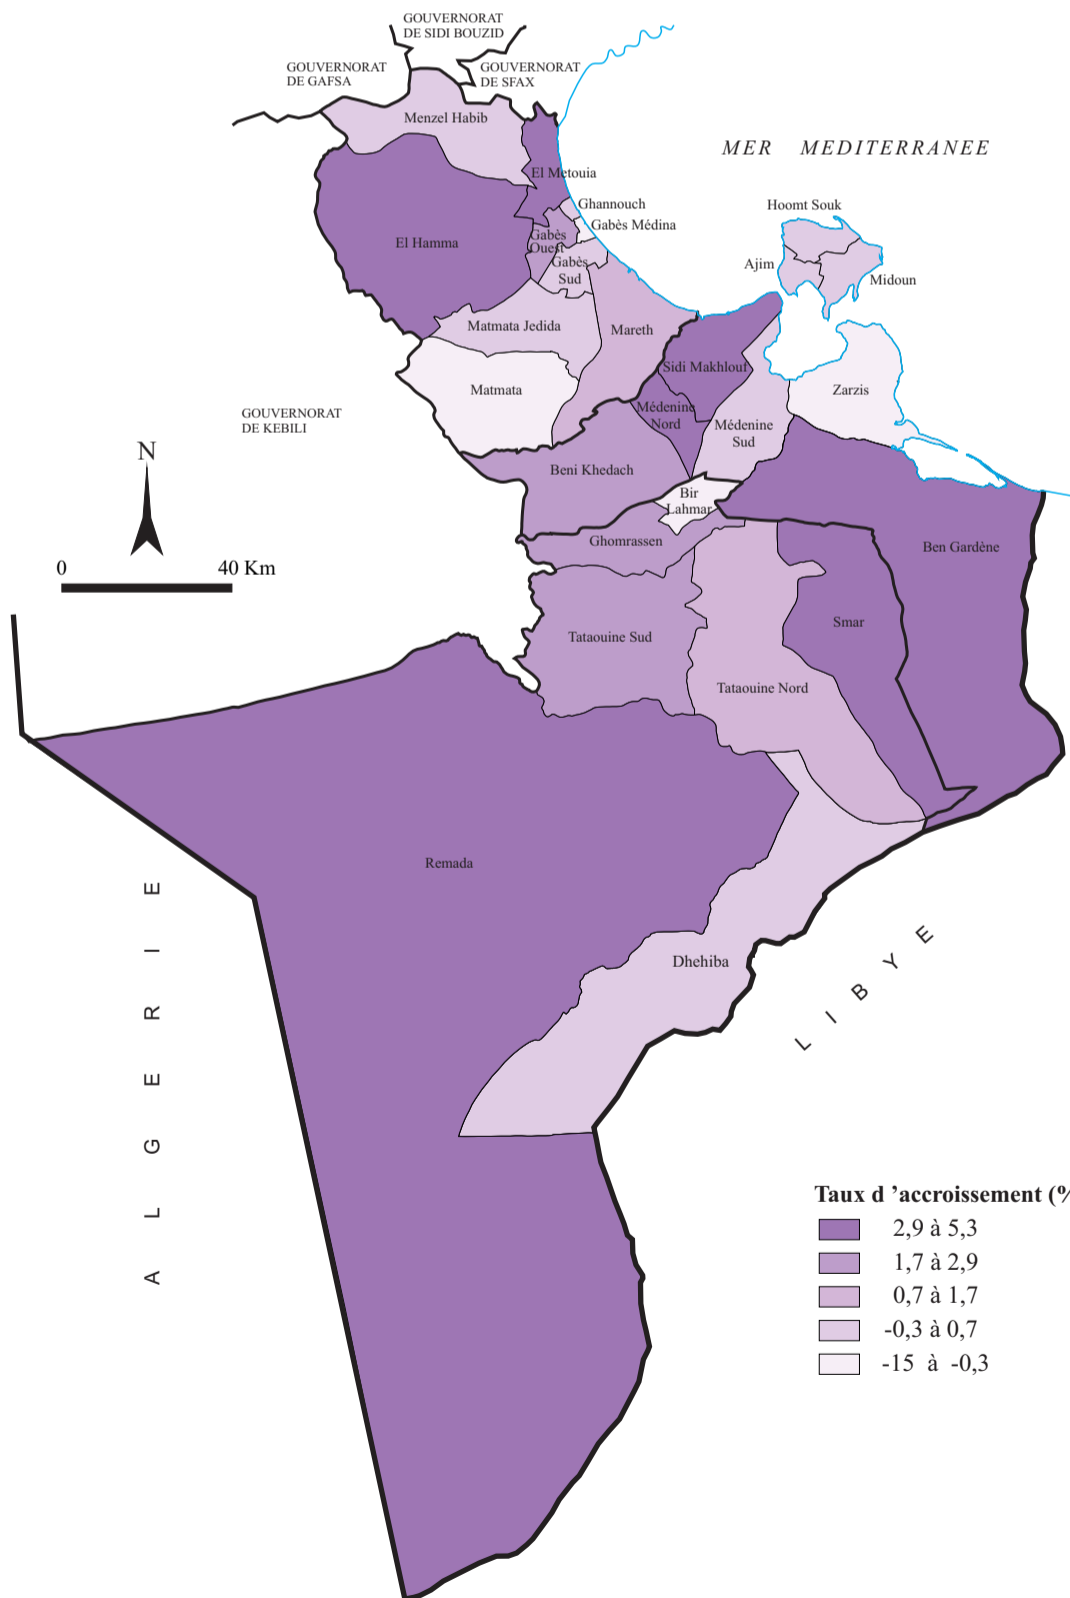 GOUVERNORAT
DE SIDI BOUZID
GOUVERNORAT
DE GAFSA
GOUVERNORAT
DE SFAX
Menzel Habib
MER MEDITERRANEE
El Metouia
Ghannouch
Gabès Médina
Hoomt Souk
El Hamma
Gabès
Ouest
Gabès
Sud
Ajim
Midoun
Matmata Jedida
Mareth
Sidi Makhlouf
Matmata
Zarzis
Médenine
Nord
Médenine
Sud
GOUVERNORAT
DE KEBILI
N
Beni Khedach
Bir
Lahmar
Ghomrassen
Ben Gardène
0 40 Km
Tataouine Sud
Smar
Tataouine Nord
Remada
Dhehiba
ALGERIE
LIBYE
Taux d ’accroissement (%
2,9 à 5,3
1,7 à 2,9
0,7 à 1,7
-0,3 à 0,7
-15 à -0,3